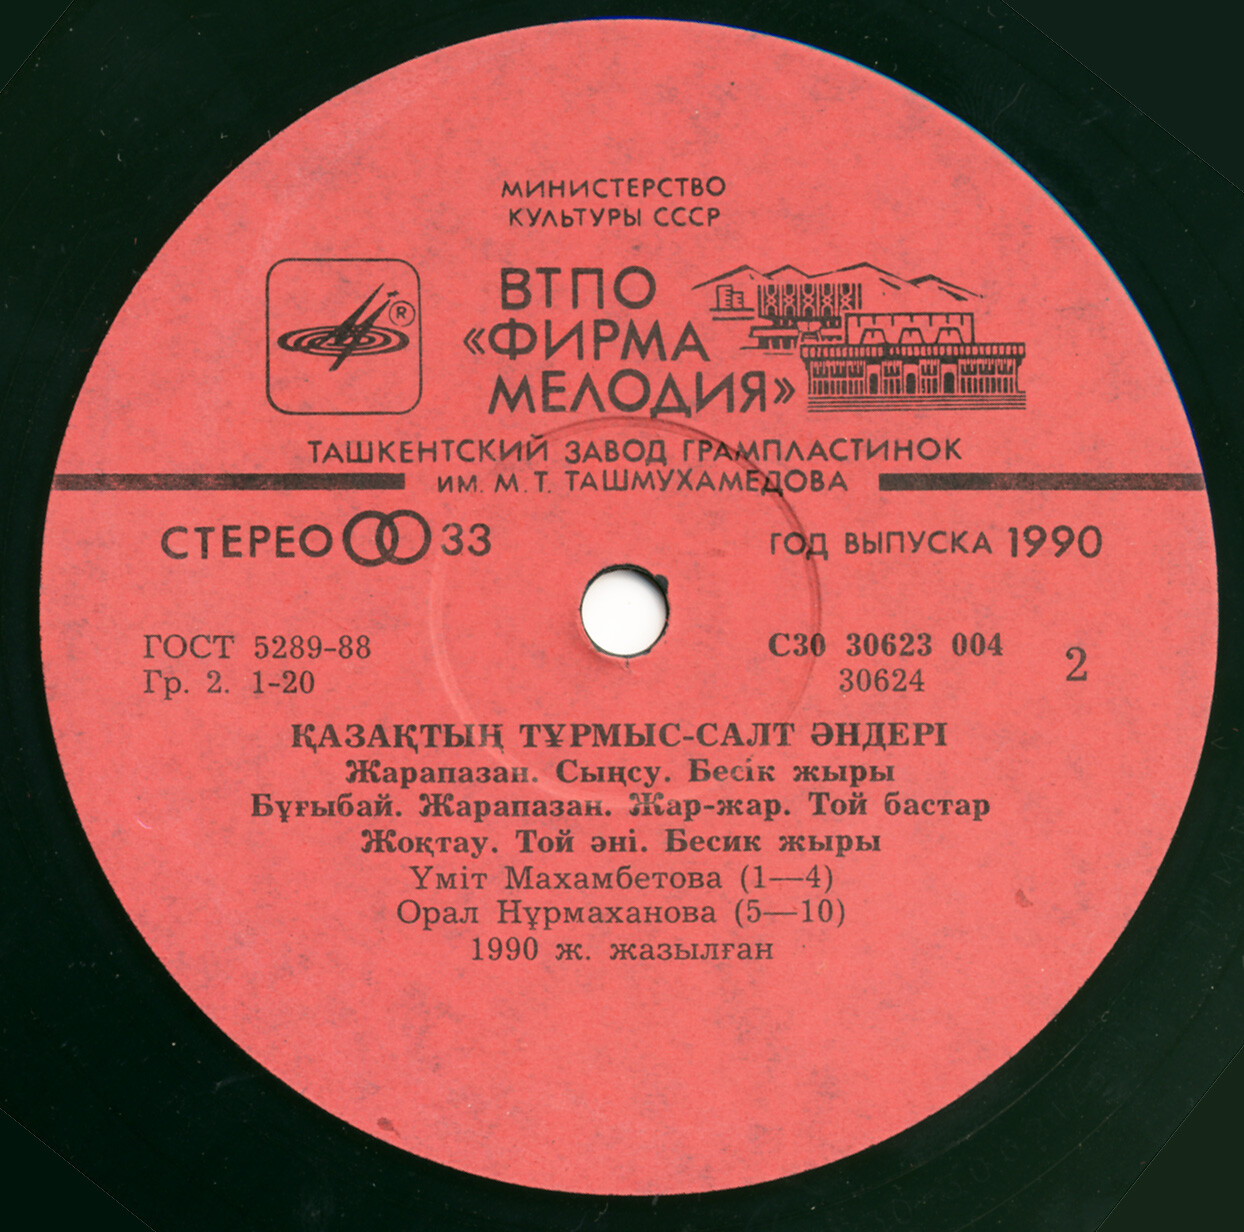 МИНИСТЕРСТВО
КУЛЬТУРЫ СССР
ВТПО
«ФИРМА
МЕЛОДИЯ»
®
ТАШКЕНТСКИЙ ЗАВОД ГРАМПЛАСТИНОК
ИМ. М. Т. ТАШМУХАМЕДОВА
СТЕРЕО 33
ГОД ВЫПУСКА 1990
ГОСТ 5289-88
Гр. 2. 1-20
С30 30623 004
30624
2
ҚАЗАҚТЫҢ ТҰРМЫС-САЛТ ӘНДЕРІ
Жарапазан. Сыңсу. Бесік жыры
Бұғыбай. Жарапазан. Жар-жар. Той бастар
Жоқтау. Той әні. Бесик жыры
Үміт Махамбетова (1—4)
Орал Нұрмаханова (5—10)
1990 ж. жазылған